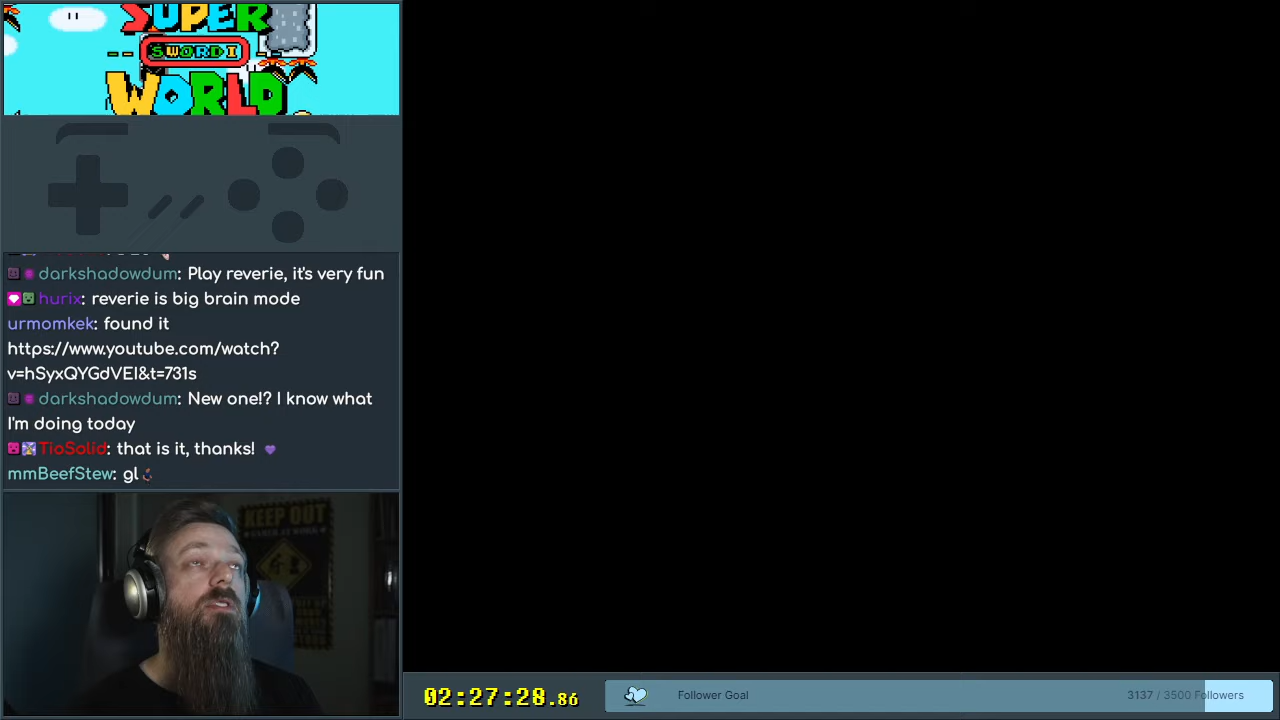 SUPER
SWORDI
WORLD
darkshadowdum: Play reverie, it's very fun
hurix: reverie is big brain mode
urmomkek: found it
https://www.youtube.com/watch?
v=hSyxQYGdVEI&t=731s
darkshadowdum: New one!? I know what
I'm doing today
TioSolid: that is it, thanks!
mmBeefStew: gl
KEEP OUT
02:27:28.86
Follower Goal
3137 / 3500 Followers